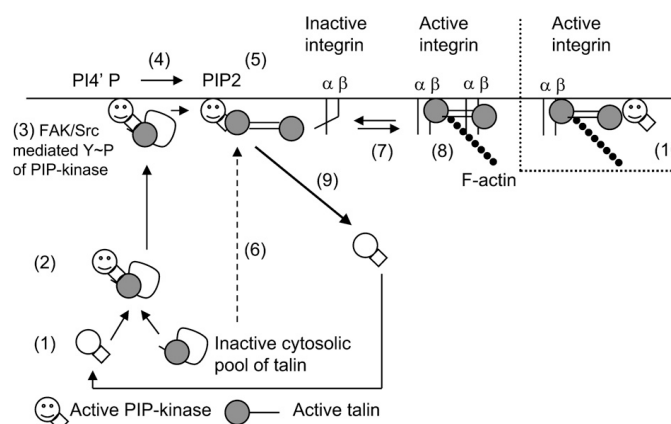 Inactive
integrin
Active
integrin
Active
integrin
(4)
(5)
PI4' P
PIP2
α β
α β
α β
α β
(3) FAK/Src
mediated Y~P
of PIP-kinase
(7)
(8)
(1
F-actin
(9)
(2)
(6)
(1)
Inactive cytosolic
pool of talin
Active PIP-kinase
Active talin